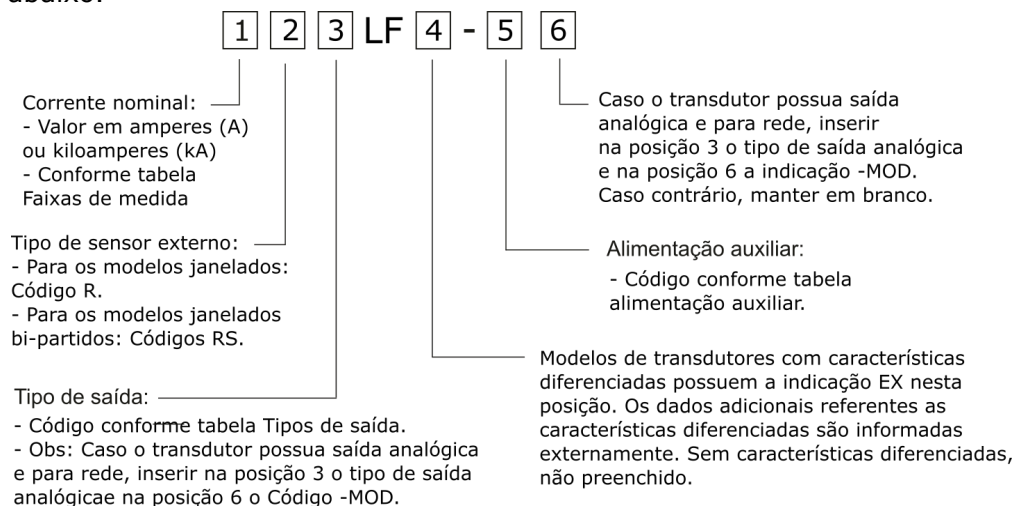 abaixo:
1 2 3 LF 4 - 5 6
Corrente nominal:
- Valor em amperes (A)
ou kiloamperes (kA)
- Conforme tabela
Faixas de medida
Tipo de sensor externo:
- Para os modelos janelados:
Código R.
- Para os modelos janelados
bi-partidos: Códigos RS.
Tipo de saída:
- Código conforme tabela Tipos de saída.
- Obs: Caso o transdutor possua saída analógica
e para rede, inserir na posição 3 o tipo de saída
analógicae na posição 6 o Código -MOD.
Caso o transdutor possua saída
analógica e para rede, inserir
na posição 3 o tipo de saída analógica
e na posição 6 a indicação -MOD.
Caso contrário, manter em branco.
Alimentação auxiliar:
- Código conforme tabela
alimentação auxiliar.
Modelos de transdutores com características
diferenciadas possuem a indicação EX nesta
posição. Os dados adicionais referentes as
características diferenciadas são informadas
externamente. Sem características diferenciadas,
não preenchido.